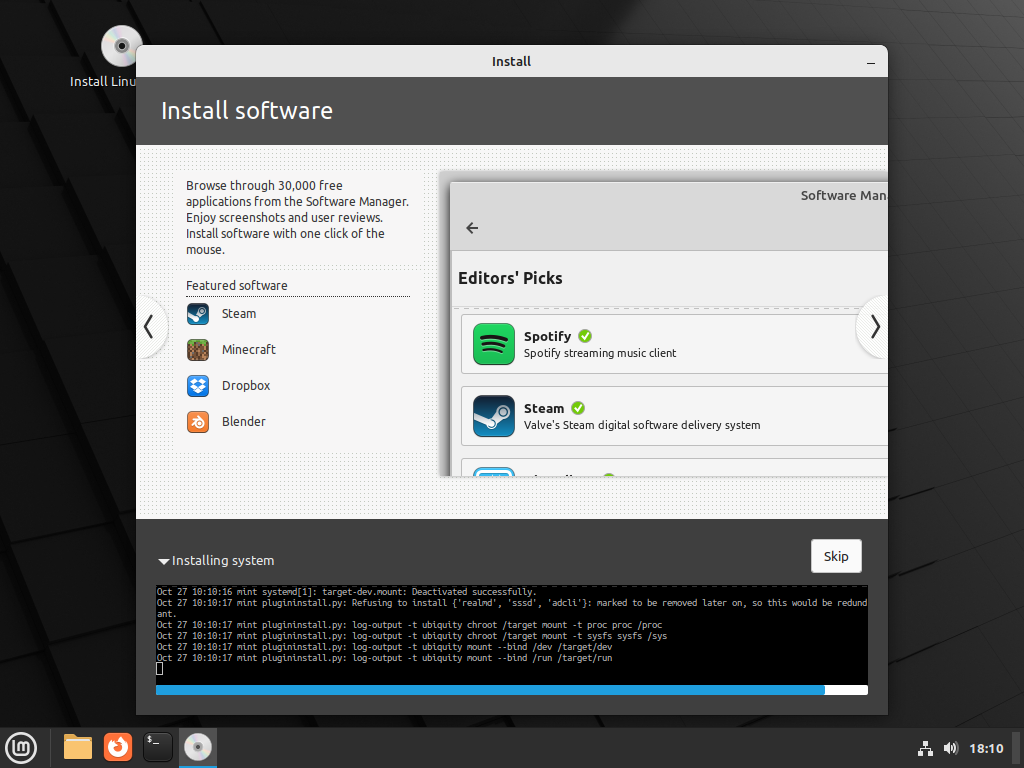 Install Linu
Install
Install software
Browse through 30,000 free
applications from the Software Manager.
Enjoy screenshots and user reviews.
Install software with one click of the
mouse.
Featured software
Steam
Minecraft
Dropbox
Blender
Software Man
Editors' Picks
Spotify
Spotify streaming music client
Steam
Valve's Steam digital software delivery system
Installing system
Skip
Oct 27 10:10:16 mint systemd[1]: target-dev.mount: Deactivated successfully.
Oct 27 10:10:17 mint plugininstall.py: Refusing to install {'realmd', 'sssd', 'adcli'}: marked to be removed later on, so this would be redund
ant.
Oct 27 10:10:17 mint plugininstall.py: log-output -t ubiquity chroot /target mount -t proc proc /proc
Oct 27 10:10:17 mint plugininstall.py: log-output -t ubiquity chroot /target mount -t sysfs sysfs /sys
Oct 27 10:10:17 mint plugininstall.py: log-output -t ubiquity mount --bind /dev /target/dev
Oct 27 10:10:17 mint plugininstall.py: log-output -t ubiquity mount --bind /run /target/run
$_
18:10